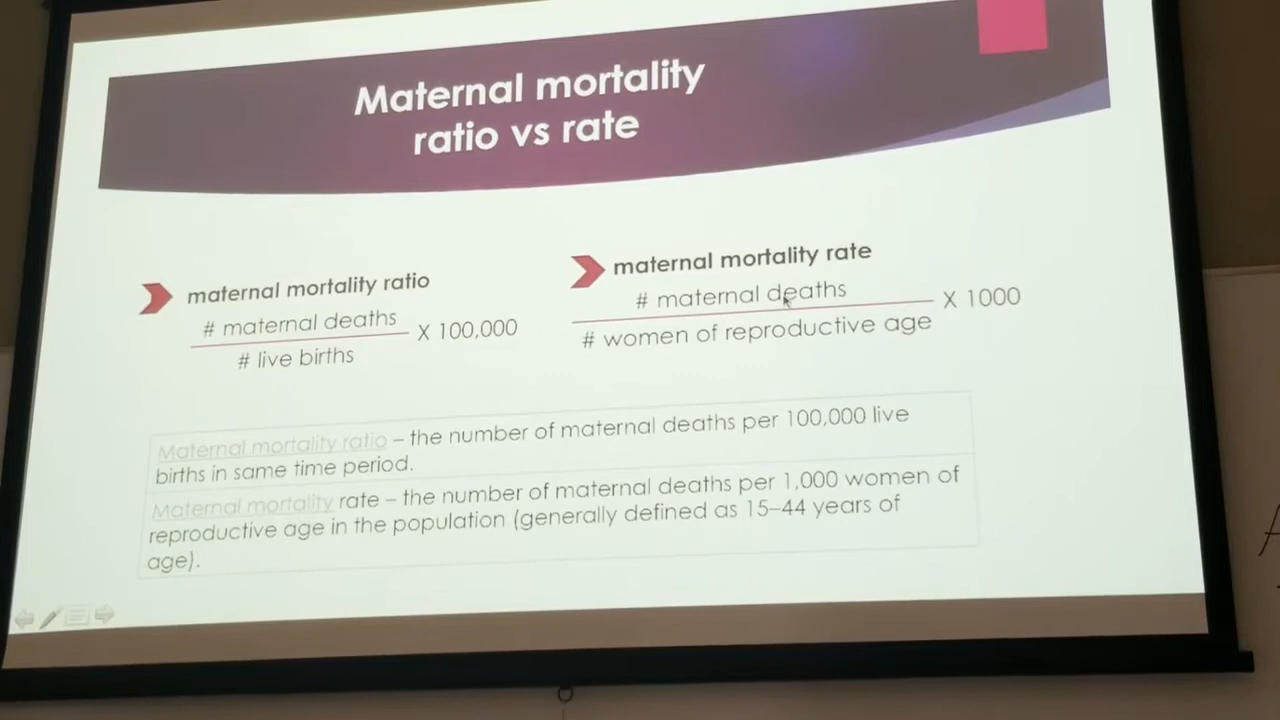 Maternal mortality
ratio vs rate
maternal mortality ratio
# maternal deaths
# live births
X 100,000
maternal mortality rate
# maternal deaths
# women of reproductive age
X 1000
Maternal mortality ratio – the number of maternal deaths per 100,000 live
births in same time period.
Maternal mortality rate – the number of maternal deaths per 1,000 women of
reproductive age in the population (generally defined as 15–44 years of
age).